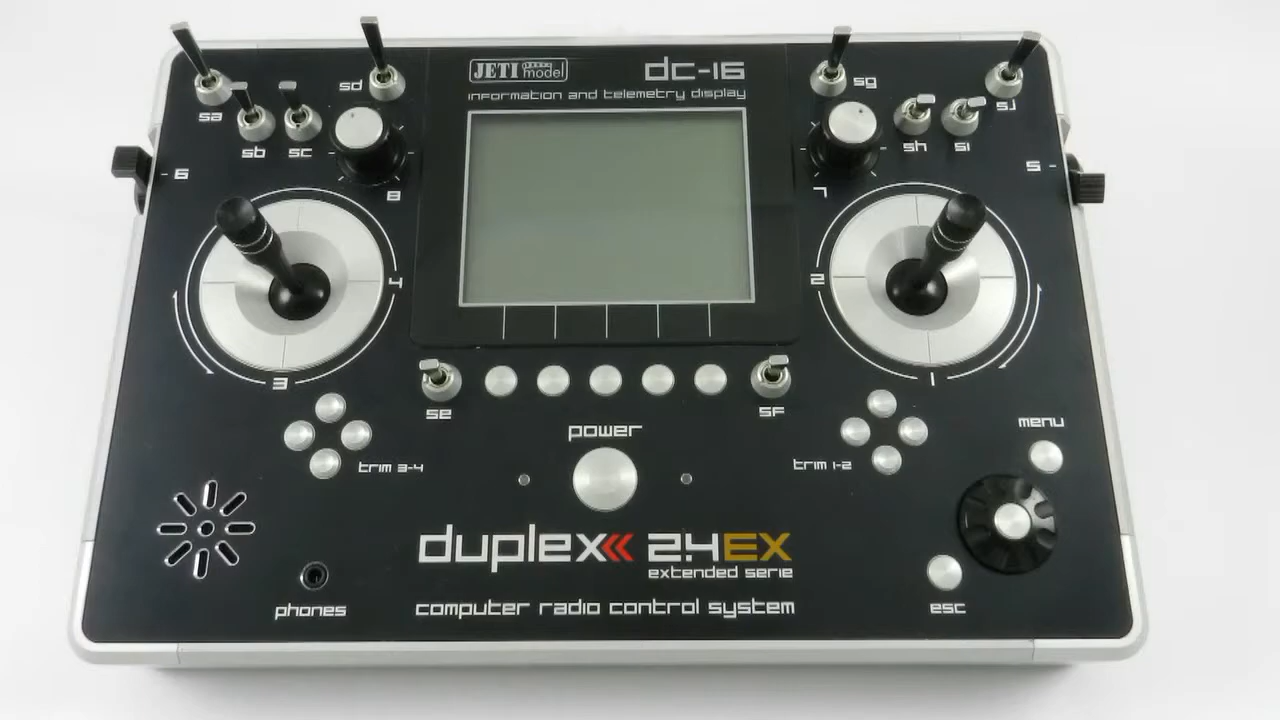 JETI model
dc-16
information and telemetry display
sa
sb
sc
sd
sg
sh
si
sj
6
8
7
5
4
3
2
1
se
sf
power
trim 3-4
trim 1-2
menu
duplex 2.4EX
extended serie
computer radio control system
phones
esc